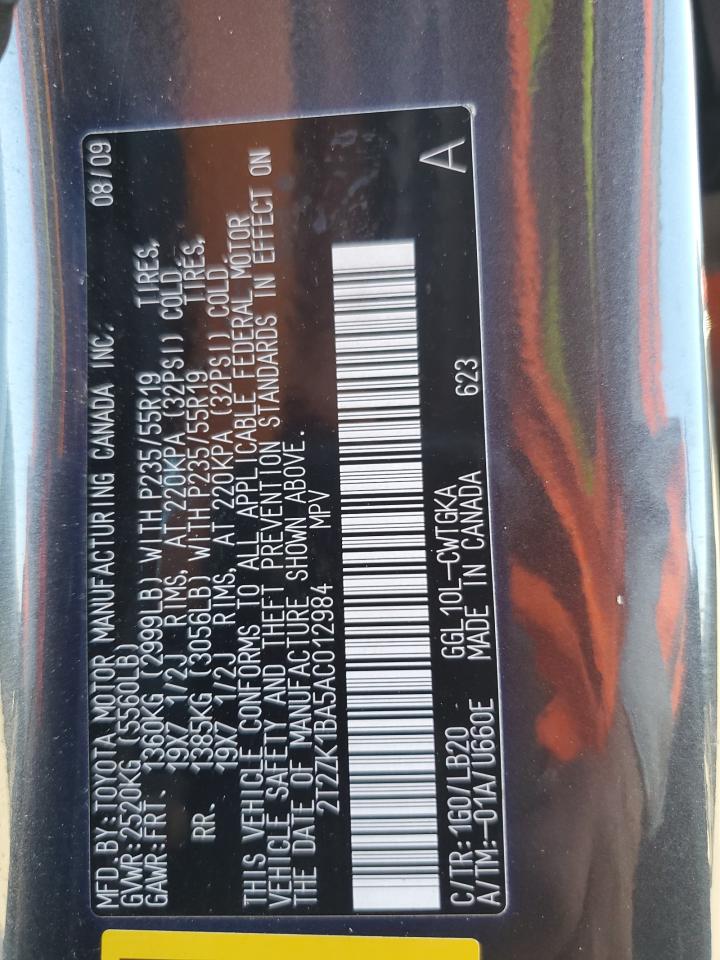 MFD.BY:TOYOTA MOTOR MANUFACTURING CANADA INC. 08/09
GVWR:2520KG (5560LB)
GAWR:FRT. 1360KG (2999LB) WITH P235/55R19 TIRES,
19X7 1/2J RIMS, AT 220KPA (32PSI) COLD.
RR. 1385KG (3056LB) WITH P235/55R19 TIRES,
19X7 1/2J RIMS, AT 220KPA (32PSI) COLD.
THIS VEHICLE CONFORMS TO ALL APPLICABLE FEDERAL MOTOR
VEHICLE SAFETY AND THEFT PREVENTION STANDARDS IN EFFECT ON
THE DATE OF MANUFACTURE SHOWN ABOVE.
2T2ZK1BA5AC012984 MPV
C/TR:1G0/LB20 GGL10L-CWTGKA 623 A
A/TM:-01A/U660E MADE IN CANADA